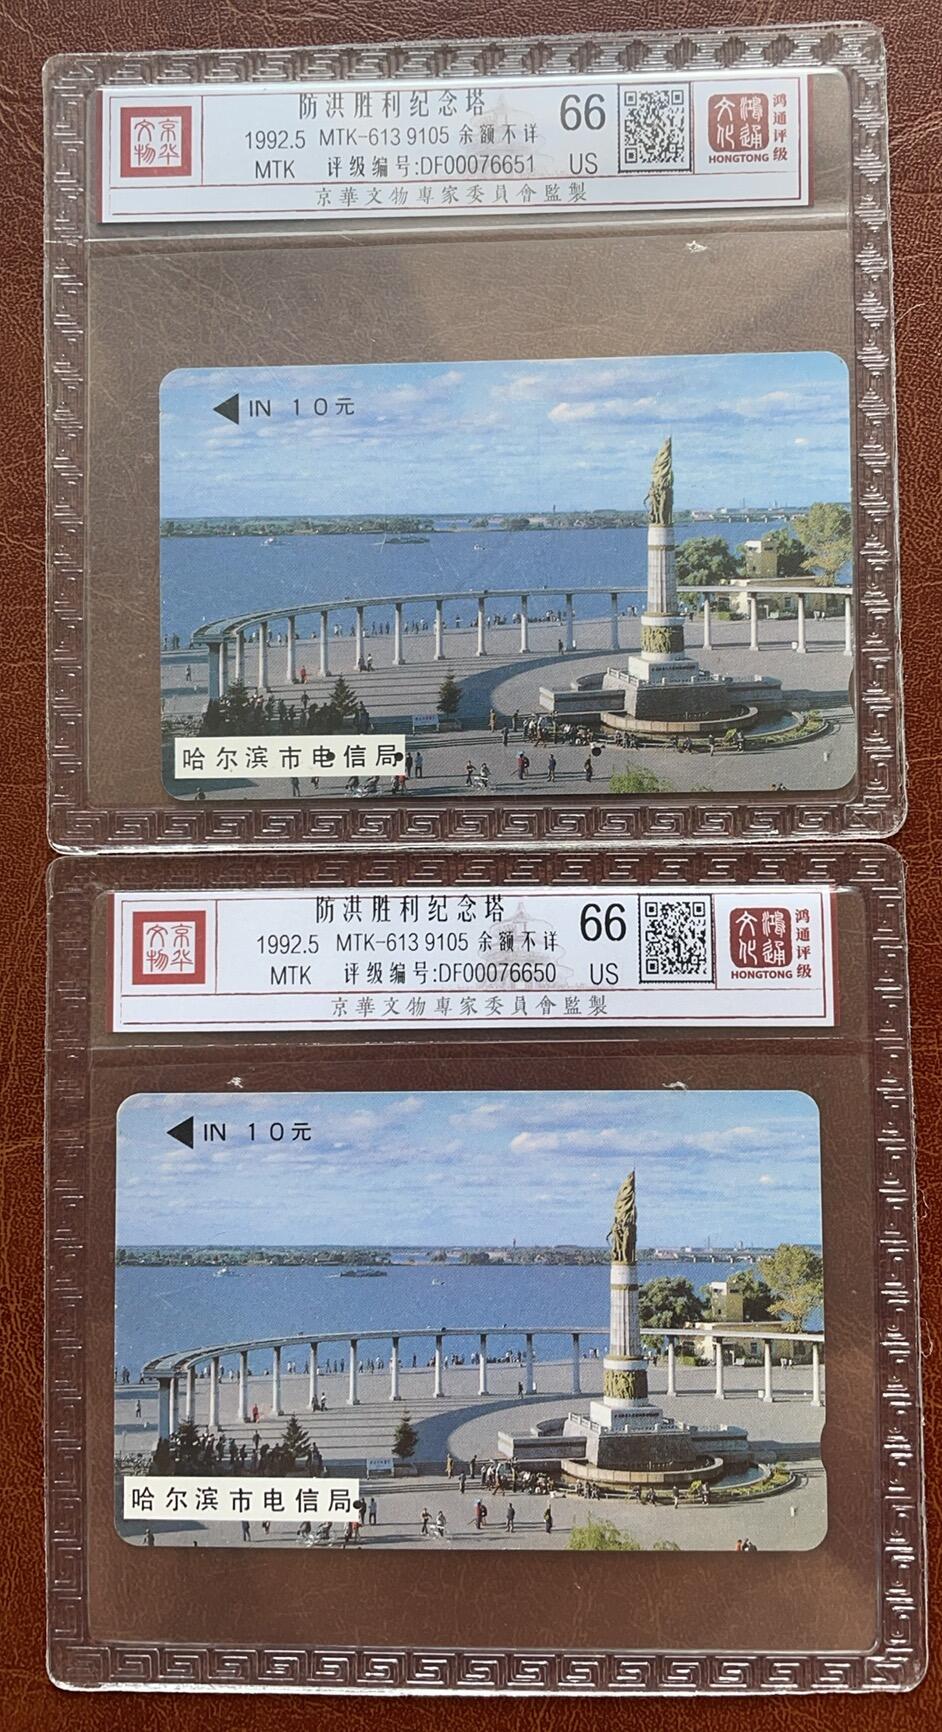 京华文物
防洪胜利纪念塔
66
1992.5 MTK-613 9105 余额不详
MTK 评级编号:DF00076651 US
京華文物專家委員會監製
鸿通文化
HONGTONG
鸿通评级
IN 10元
哈尔滨市电信局
京华文物
防洪胜利纪念塔
66
1992.5 MTK-613 9105 余额不详
MTK 评级编号:DF00076650 US
京華文物專家委員會監製
鸿通文化
HONGTONG
鸿通评级
IN 10元
哈尔滨市电信局